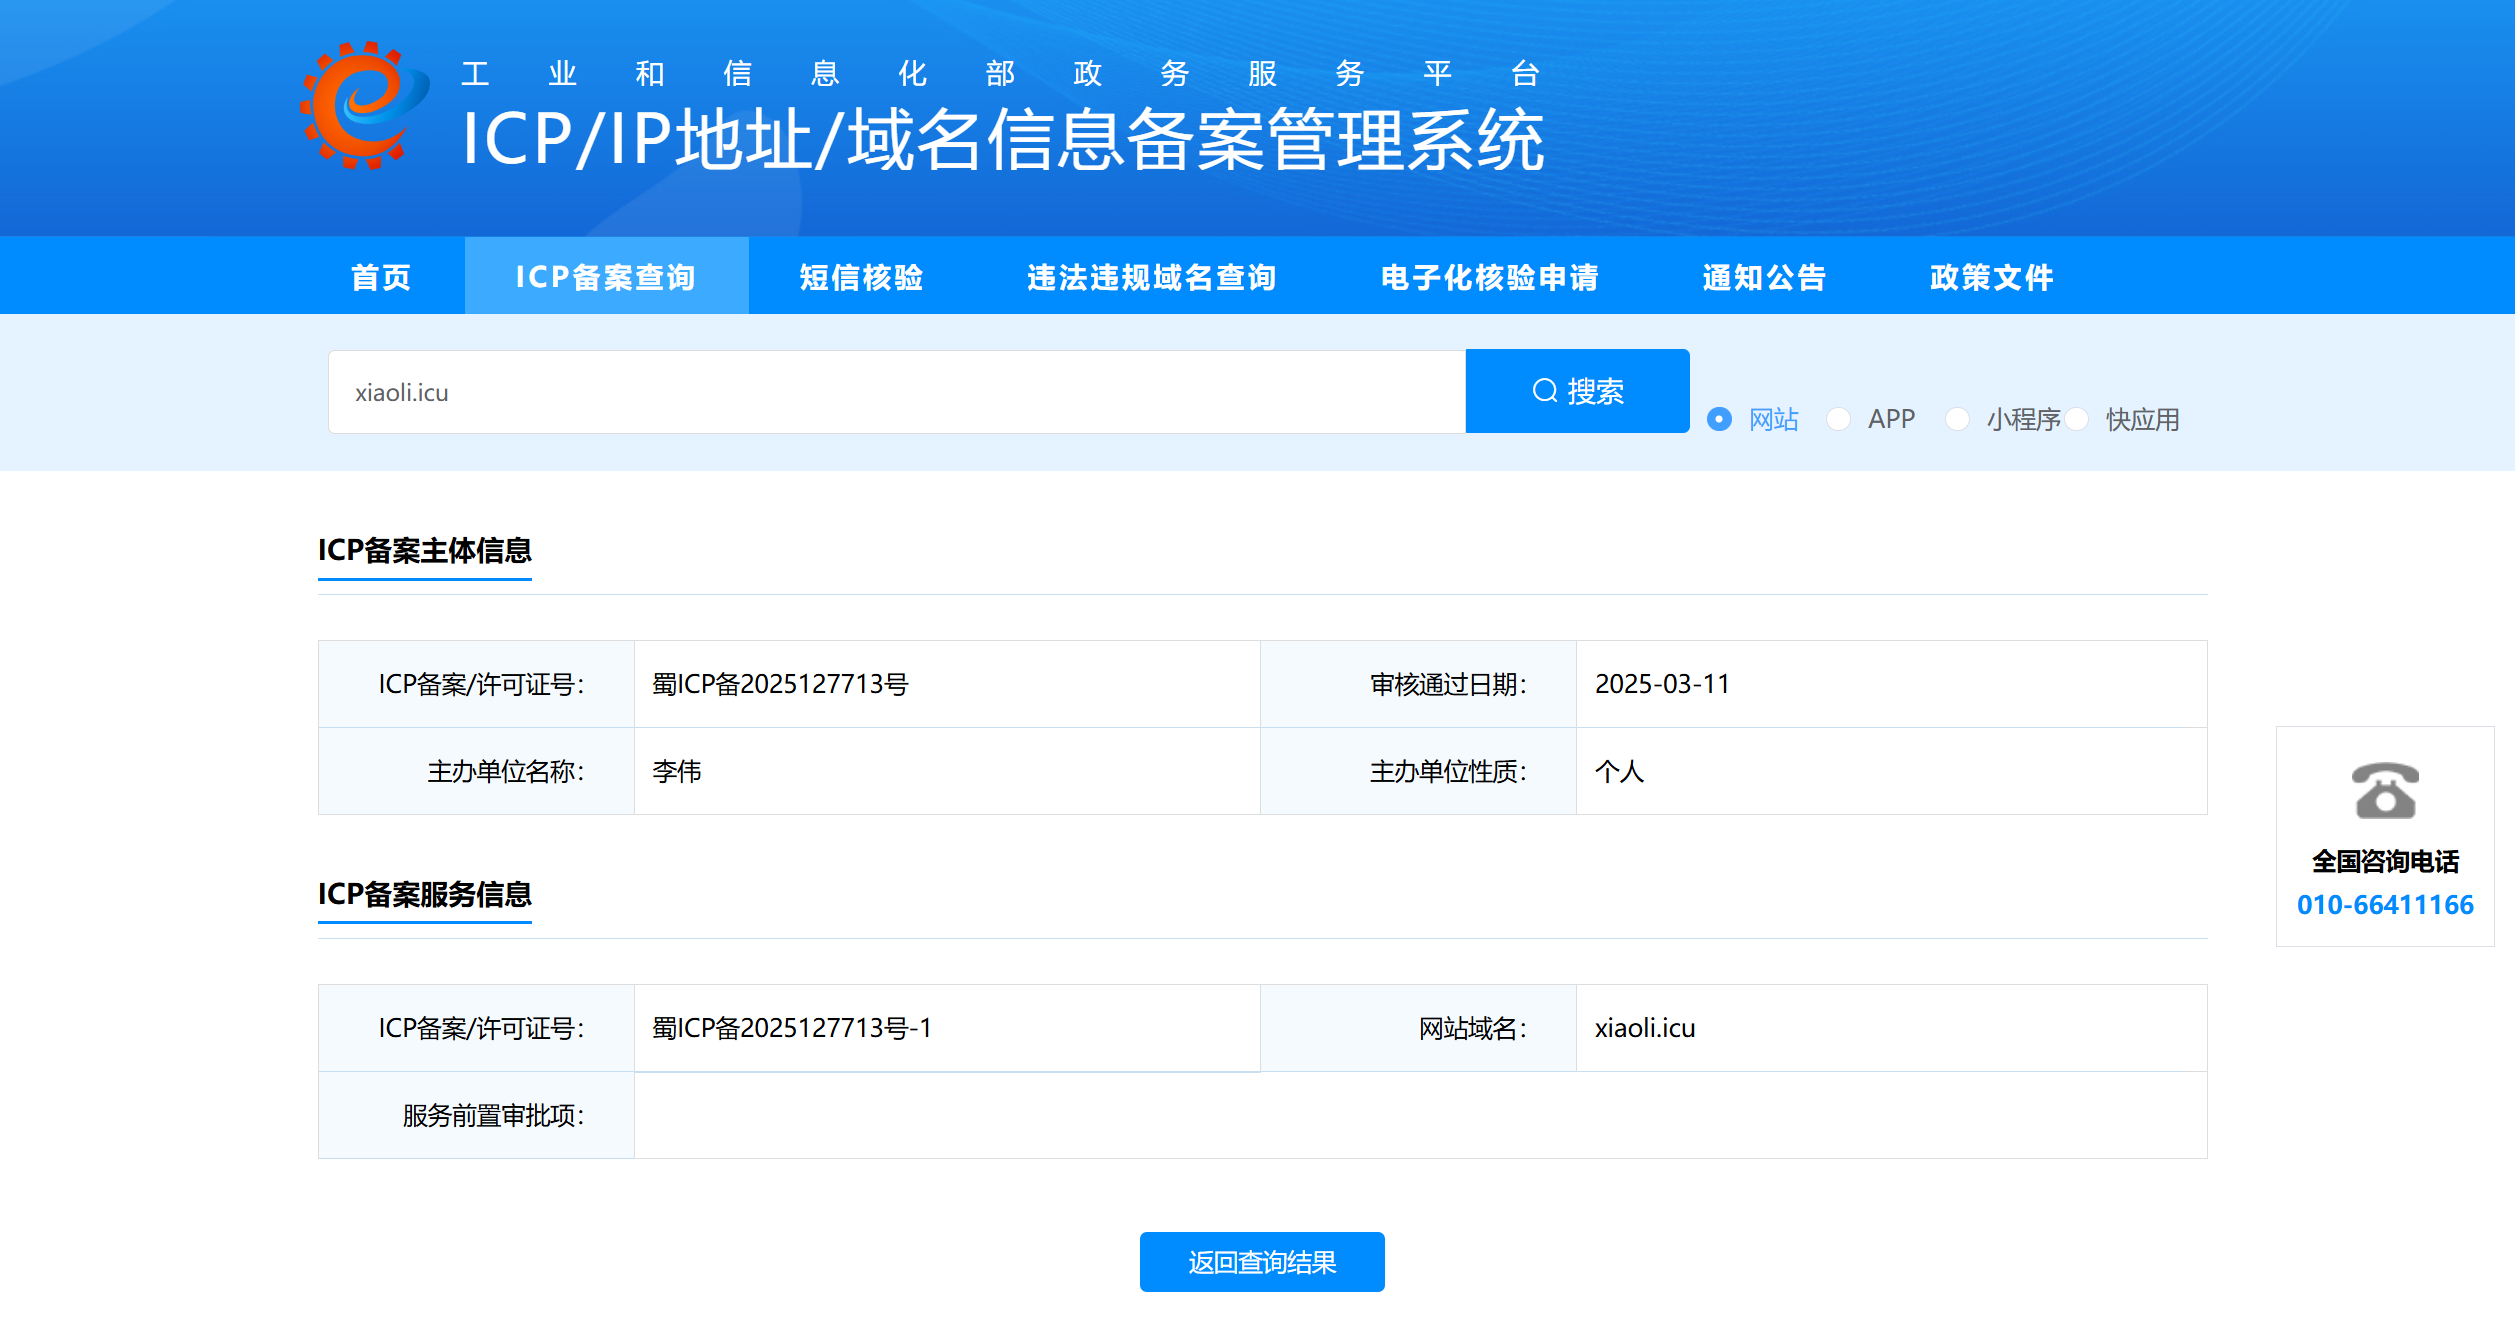 工业和信息化部政务服务平台
ICP/IP地址/域名信息备案管理系统
首页 ICP备案查询 短信核验 违法违规域名查询 电子化核验申请 通知公告 政策文件
xiaoli.icu 搜索 网站 APP 小程序 快应用
ICP备案主体信息
ICP备案/许可证号： 蜀ICP备2025127713号 审核通过日期： 2025-03-11
主办单位名称： 李伟 主办单位性质： 个人
全国咨询电话
010-66411166
ICP备案服务信息
ICP备案/许可证号： 蜀ICP备2025127713号-1 网站域名： xiaoli.icu
服务前置审批项：
返回查询结果